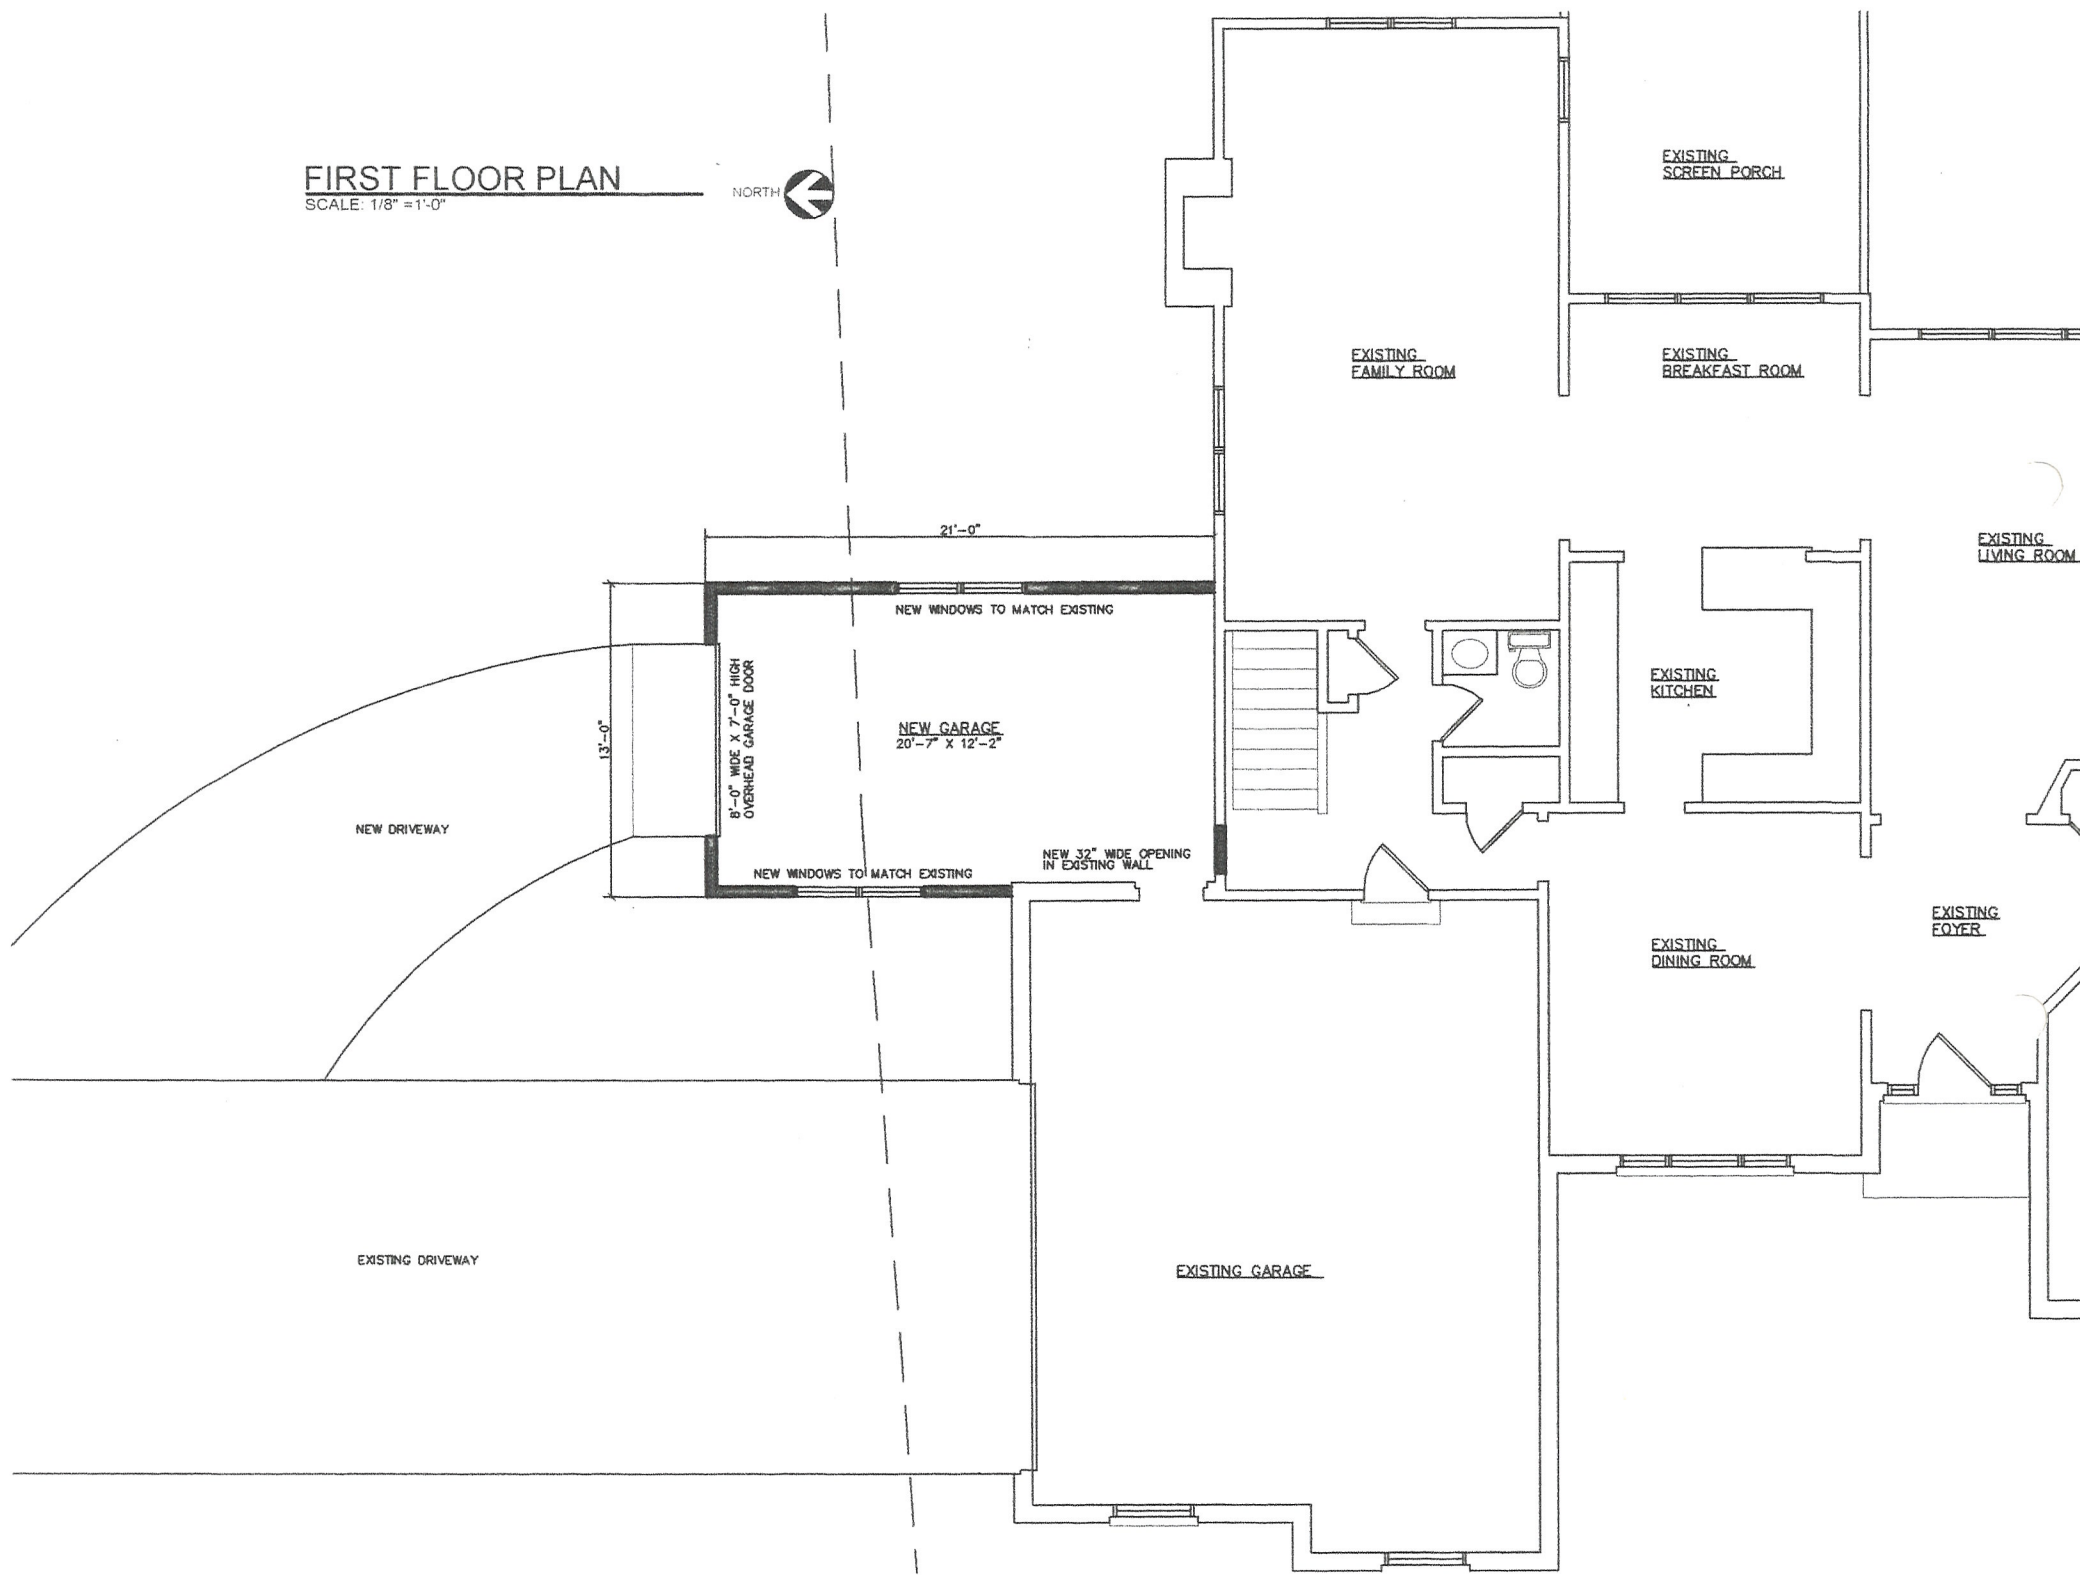 FIRST FLOOR PLAN
SCALE: 1/8" =1'-0"
NORTH
EXISTING
SCREEN PORCH
EXISTING
FAMILY ROOM
EXISTING
BREAKFAST ROOM
21'-0"
EXISTING
LIVING ROOM
NEW WINDOWS TO MATCH EXISTING
8'-0" WIDE X 7'-0" HIGH
OVERHEAD GARAGE DOOR
13'-0"
NEW GARAGE
20'-7" X 12'-2"
EXISTING
KITCHEN
NEW DRIVEWAY
NEW 32" WIDE OPENING
IN EXISTING WALL
NEW WINDOWS TO MATCH EXISTING
EXISTING
FOYER
EXISTING
DINING ROOM
EXISTING DRIVEWAY
EXISTING GARAGE